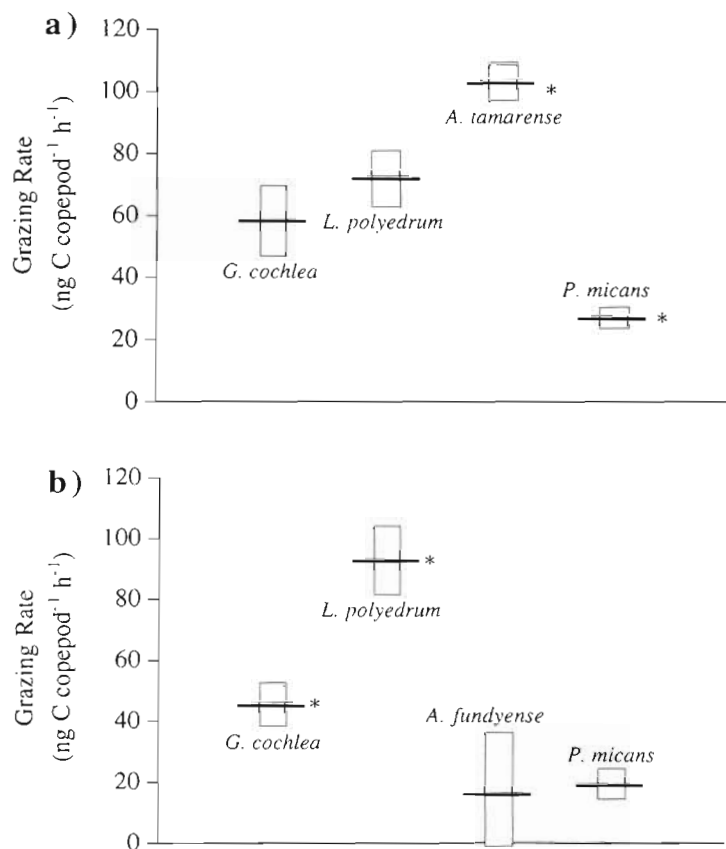 a)
Grazing Rate
(ng C copepod⁻¹ h⁻¹)
120
100
80
60
40
20
0
G. cochlea
L. polyedrum
A. tamarense
*
P. micans
*
b)
Grazing Rate
(ng C copepod⁻¹ h⁻¹)
120
100
80
60
40
20
0
G. cochlea
*
L. polyedrum
*
A. fundyense
P. micans